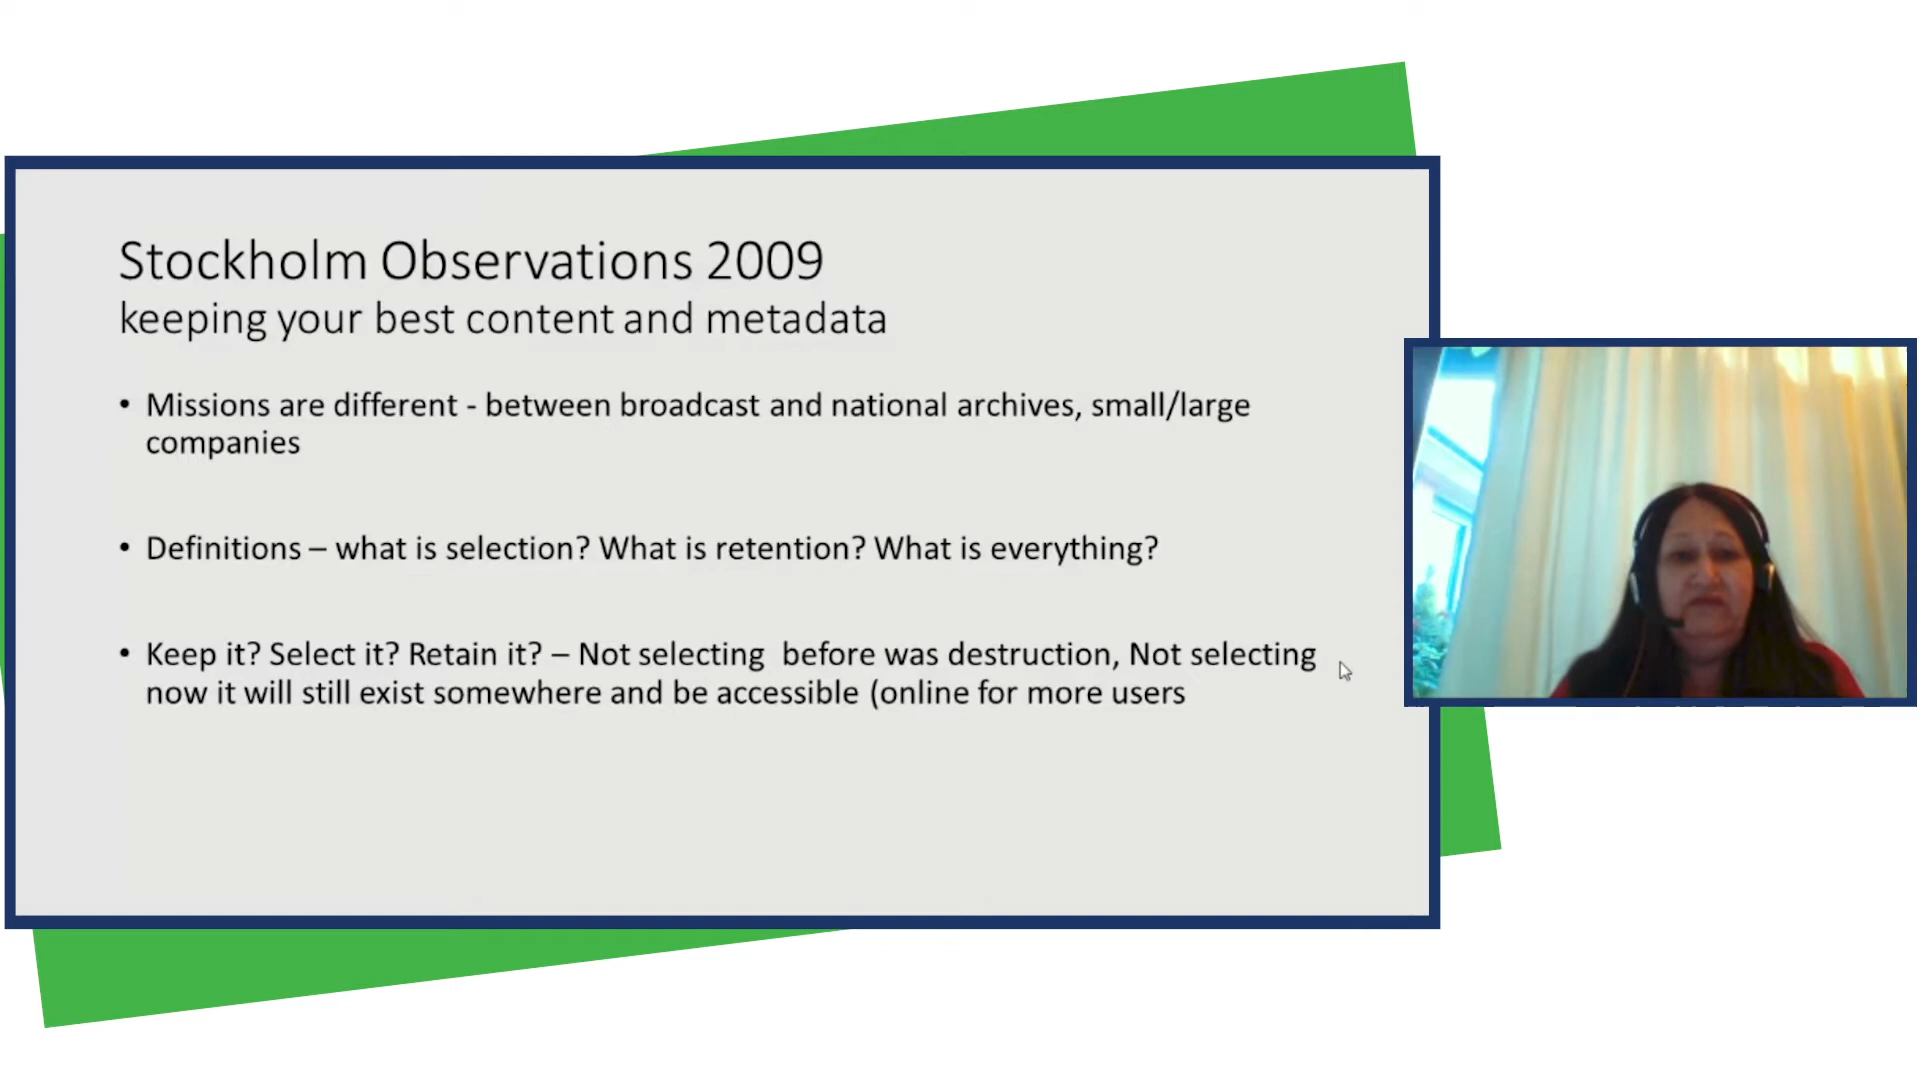 Stockholm Observations 2009
keeping your best content and metadata
• Missions are different - between broadcast and national archives, small/large
companies
• Definitions – what is selection? What is retention? What is everything?
• Keep it? Select it? Retain it? – Not selecting  before was destruction, Not selecting
now it will still exist somewhere and be accessible (online for more users